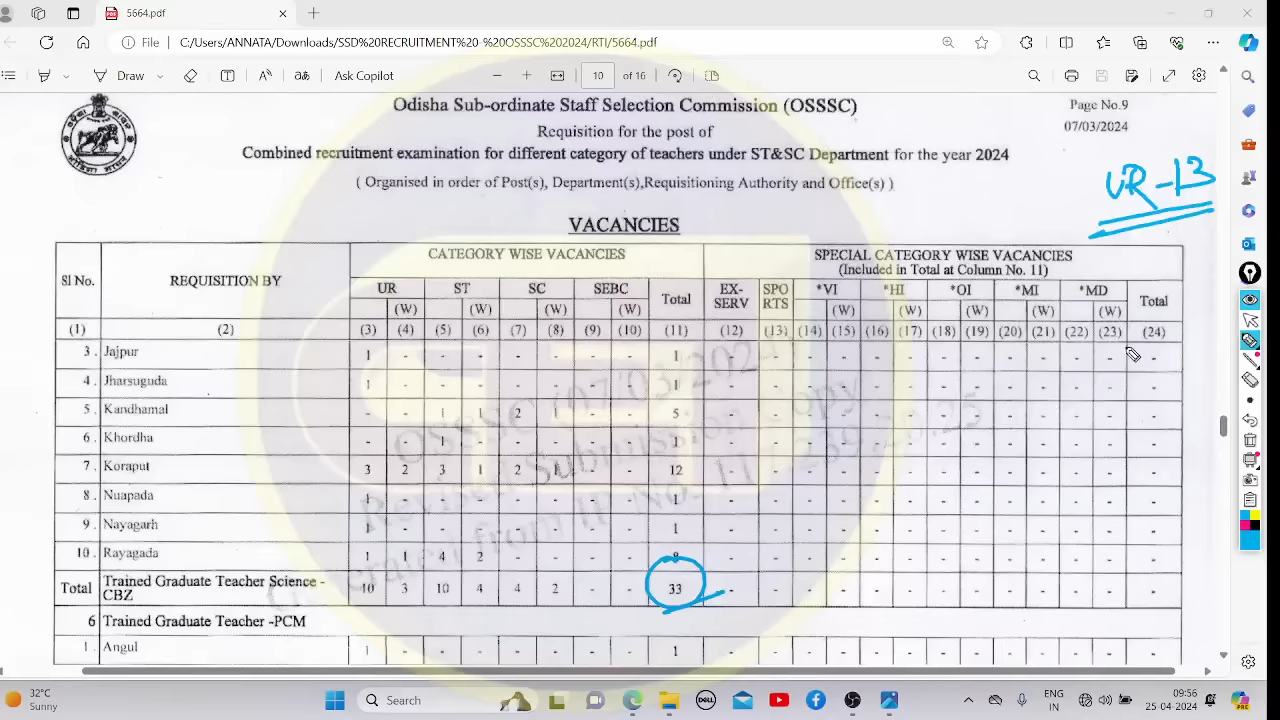 5664.pdf
File C:/Users/ANNATA/Downloads/SSD%20RECRUITMENT%20-%20OSSSC%202024/RTI/5664.pdf
Draw Ask Copilot 10 of 16
Odisha Sub-ordinate Staff Selection Commission (OSSSC) Page No.9
Requisition for the post of 07/03/2024
Combined recruitment examination for different category of teachers under ST&SC Department for the year 2024
( Organised in order of Post(s), Department(s),Requisitioning Authority and Office(s) )
UR-13
VACANCIES
Sl No. REQUISITION BY CATEGORY WISE VACANCIES SPECIAL CATEGORY WISE VACANCIES
(Included in Total at Column No. 11)
UR ST SC SEBC Total EX-SERV SPORTS *VI *HI *OI *MI *MD Total
(W) (W) (W) (W) (W) (W) (W) (W) (W)
(1) (2) (3) (4) (5) (6) (7) (8) (9) (10) (11) (12) (13) (14) (15) (16) (17) (18) (19) (20) (21) (22) (23) (24)
3 . Jajpur 1 - - - - - - - 1 - - - - - - - - - - - - -
4 . Jharsuguda 1 - - - - - - - 1 - - - - - - - - - - - - -
5 . Kandhamal - - 1 1 2 1 - - 5 - - - - - - - - - - - - -
6 . Khordha - - 1 - - - - - 1 - - - - - - - - - - - - -
7 . Koraput 3 2 3 1 2 1 - - 12 - - - - - - - - - - - - -
8 . Nuapada 1 - - - - - - - 1 - - - - - - - - - - - - -
9 . Nayagarh 1 - - - - - - - 1 - - - - - - - - - - - - -
10 . Rayagada 1 1 4 2 - - - - 8 - - - - - - - - - - - - -
Total Trained Graduate Teacher Science - CBZ 10 3 10 4 4 2 - - 33 - - - - - - - - - - - - -
6 Trained Graduate Teacher -PCM
1 . Angul 1 - - - - - - - 1 - - - - - - - - - - - - -
OSSSC (07/03/2024)
Revised Submission Copy
32°C
Sunny
Search
ENG
IN
09:56
25-04-2024